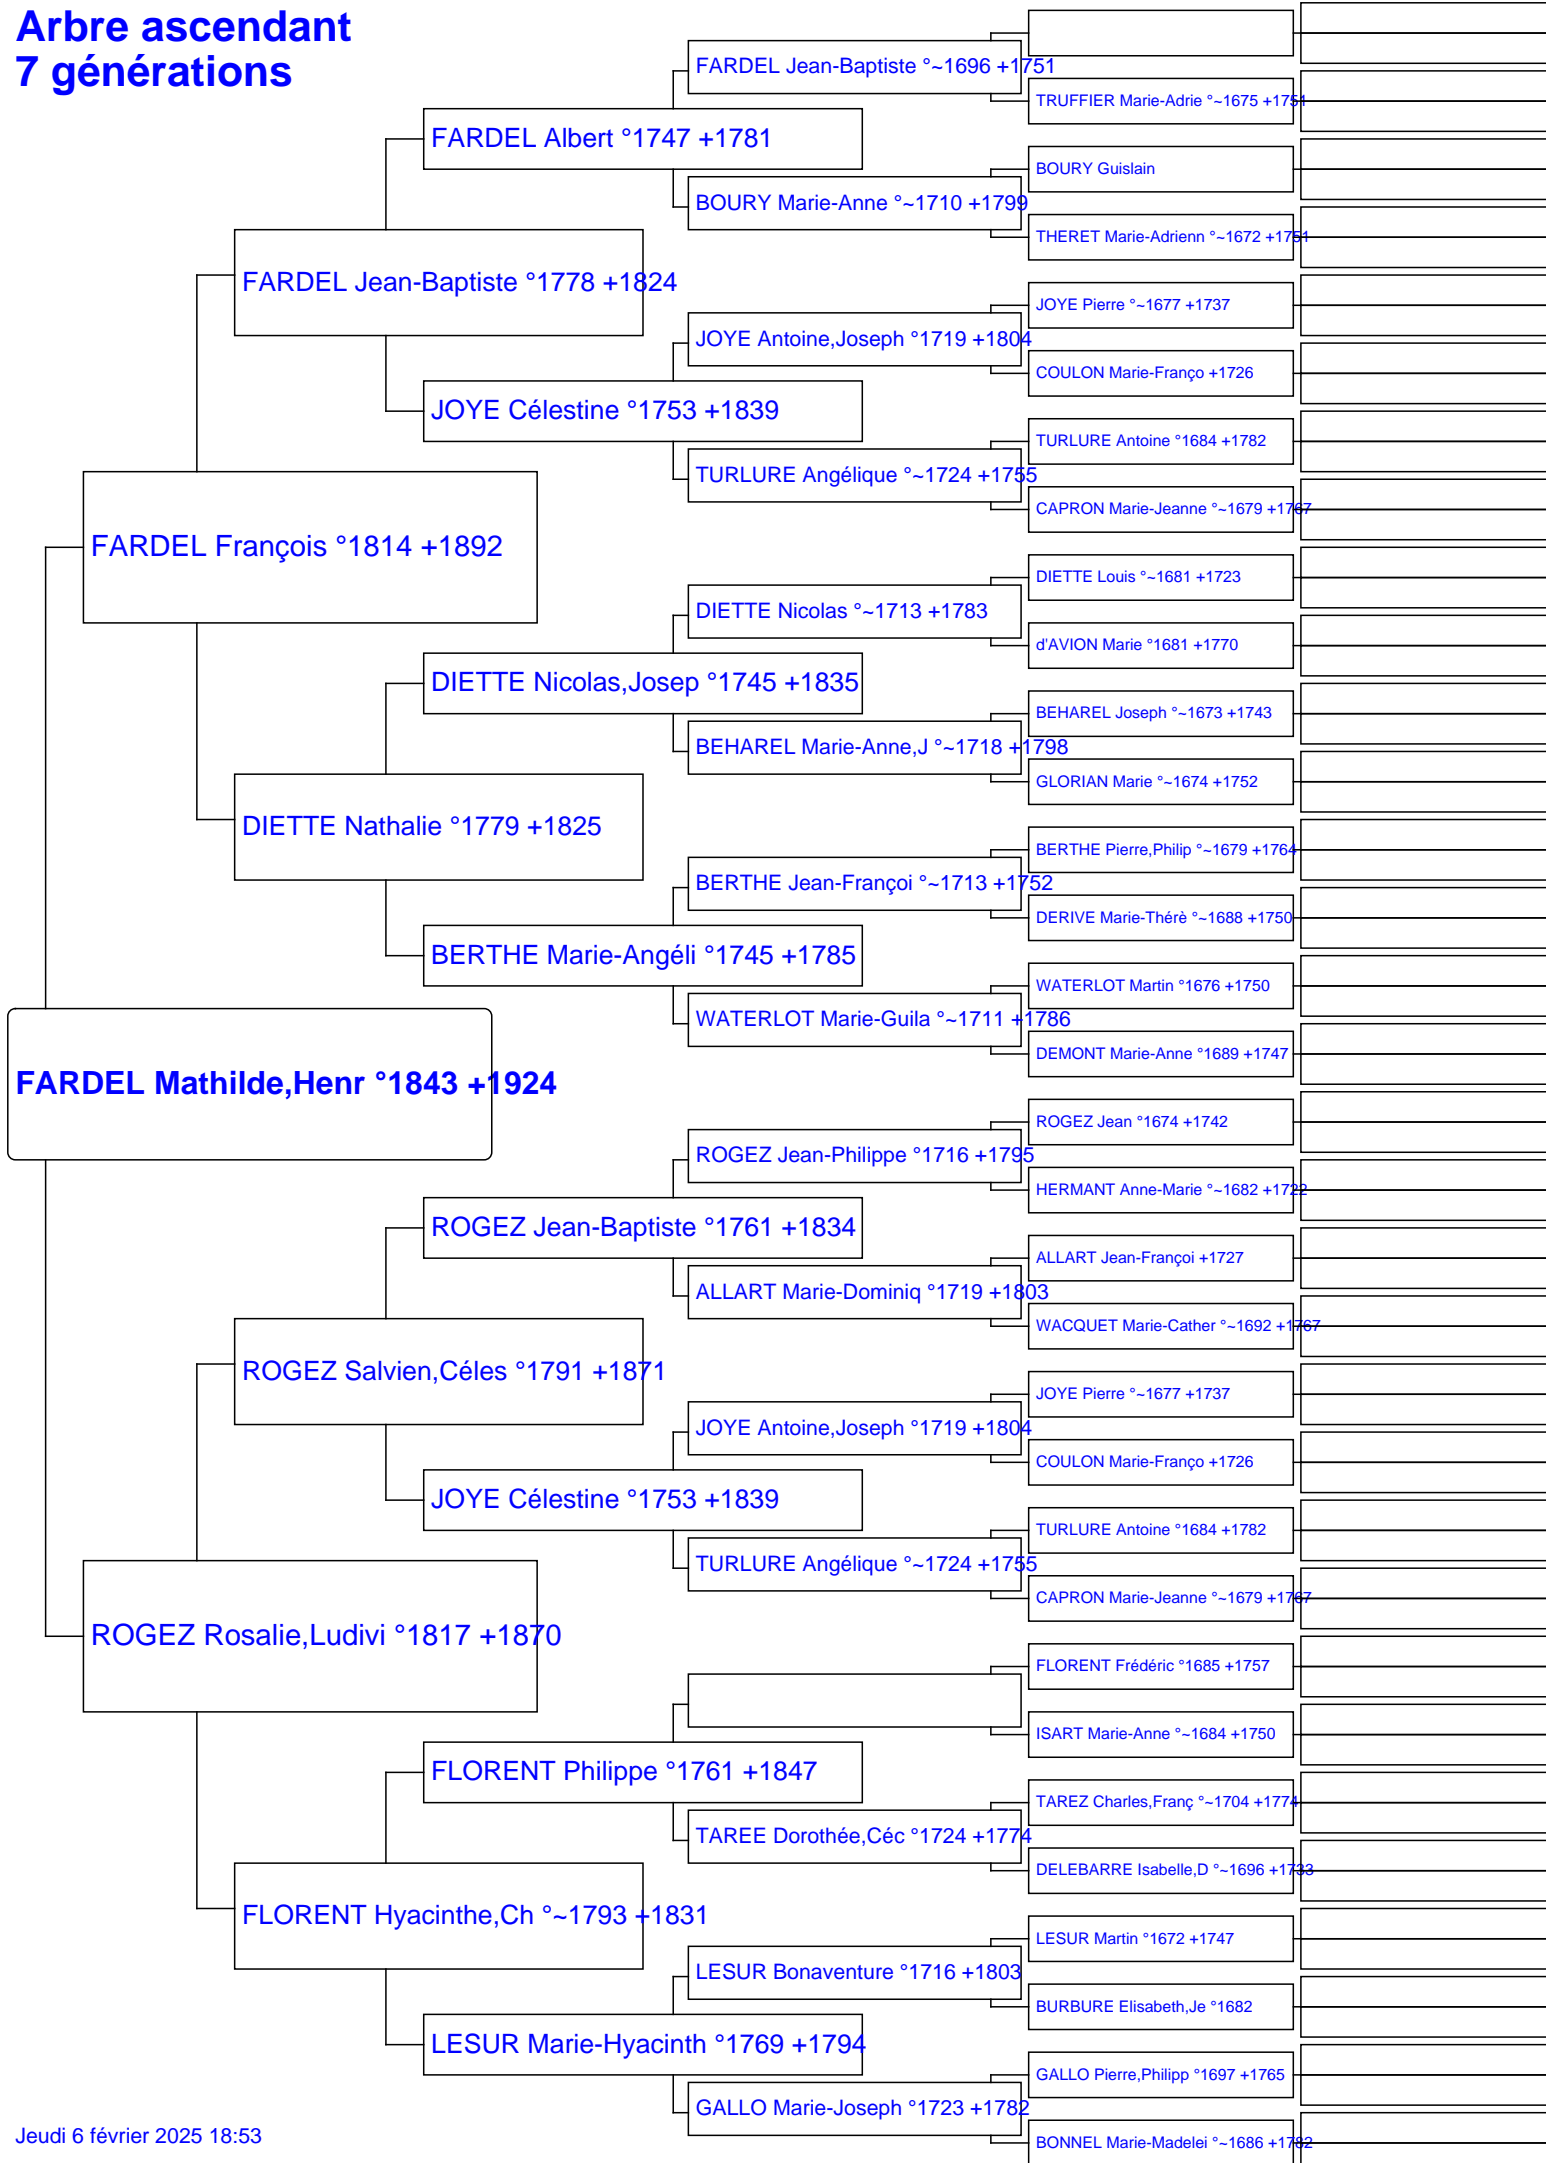 Arbre ascendant
7 générations
FARDEL Jean-Baptiste °~1696 +1751
TRUFFIER Marie-Adrie °~1675 +1751
FARDEL Albert °1747 +1781
BOURY Guislain
BOURY Marie-Anne °~1710 +1799
THERET Marie-Adrienn °~1672 +1751
FARDEL Jean-Baptiste °1778 +1824
JOYE Pierre °~1677 +1737
JOYE Antoine,Joseph °1719 +1804
COULON Marie-Franço +1726
JOYE Célestine °1753 +1839
TURLURE Antoine °1684 +1782
TURLURE Angélique °~1724 +1755
CAPRON Marie-Jeanne °~1679 +1767
FARDEL François °1814 +1892
DIETTE Louis °~1681 +1723
DIETTE Nicolas °~1713 +1783
d'AVION Marie °1681 +1770
DIETTE Nicolas,Josep °1745 +1835
BEHAREL Joseph °~1673 +1743
BEHAREL Marie-Anne,J °~1718 +1798
GLORIAN Marie °~1674 +1752
DIETTE Nathalie °1779 +1825
BERTHE Pierre,Philip °~1679 +1764
BERTHE Jean-Françoi °~1713 +1752
DERIVE Marie-Thérè °~1688 +1750
BERTHE Marie-Angéli °1745 +1785
WATERLOT Martin °1676 +1750
WATERLOT Marie-Guila °~1711 +1786
DEMONT Marie-Anne °1689 +1747
FARDEL Mathilde,Henr °1843 +1924
ROGEZ Jean °1674 +1742
ROGEZ Jean-Philippe °1716 +1795
HERMANT Anne-Marie °~1682 +1722
ROGEZ Jean-Baptiste °1761 +1834
ALLART Jean-Françoi +1727
ALLART Marie-Dominiq °1719 +1803
WACQUET Marie-Cather °~1692 +1767
ROGEZ Salvien,Céles °1791 +1871
JOYE Pierre °~1677 +1737
JOYE Antoine,Joseph °1719 +1804
COULON Marie-Franço +1726
JOYE Célestine °1753 +1839
TURLURE Antoine °1684 +1782
TURLURE Angélique °~1724 +1755
CAPRON Marie-Jeanne °~1679 +1767
ROGEZ Rosalie,Ludivi °1817 +1870
FLORENT Frédéric °1685 +1757
ISART Marie-Anne °~1684 +1750
FLORENT Philippe °1761 +1847
TAREZ Charles,Franç °~1704 +1774
TAREE Dorothée,Céc °1724 +1774
DELEBARRE Isabelle,D °~1696 +1733
FLORENT Hyacinthe,Ch °~1793 +1831
LESUR Martin °1672 +1747
LESUR Bonaventure °1716 +1803
BURBURE Elisabeth,Je °1682
LESUR Marie-Hyacinth °1769 +1794
GALLO Pierre,Philipp °1697 +1765
GALLO Marie-Joseph °1723 +1782
BONNEL Marie-Madelei °~1686 +1782
Jeudi 6 février 2025 18:53